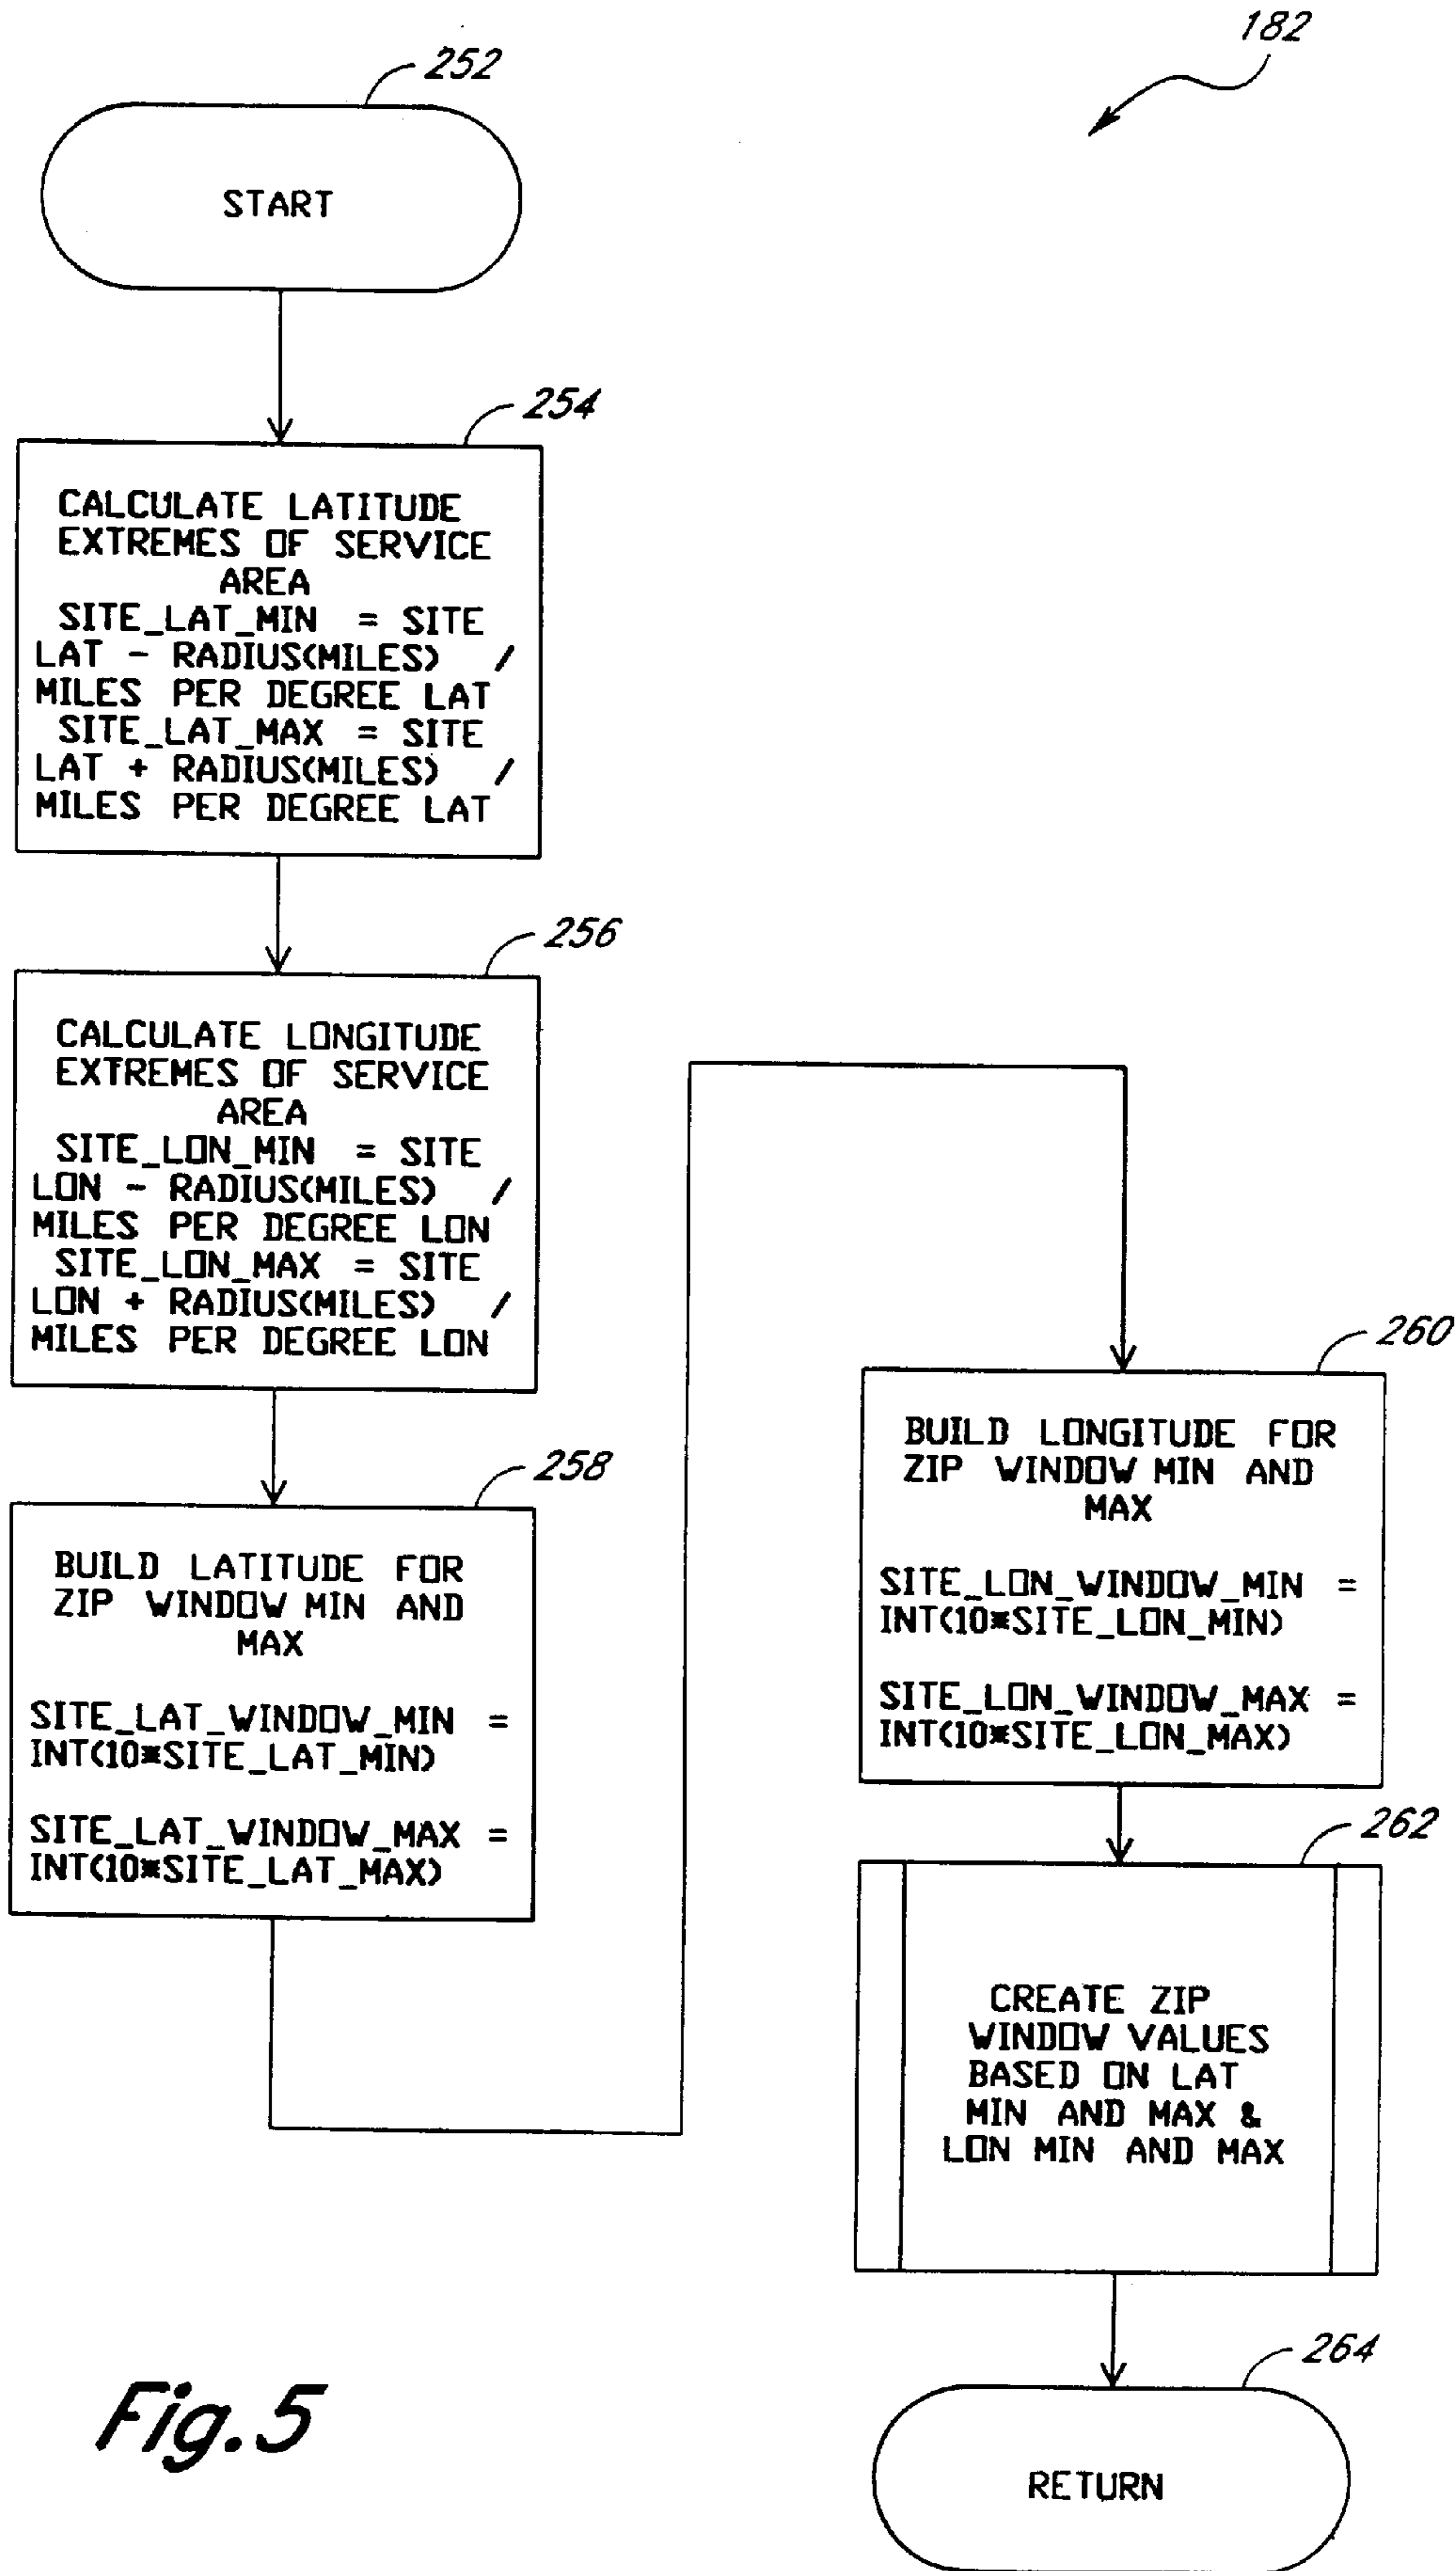 182
252
START
254
CALCULATE LATITUDE
EXTREMES OF SERVICE
AREA
SITE_LAT_MIN = SITE
LAT - RADIUS(MILES) /
MILES PER DEGREE LAT
SITE_LAT_MAX = SITE
LAT + RADIUS(MILES) /
MILES PER DEGREE LAT
256
CALCULATE LONGITUDE
EXTREMES OF SERVICE
AREA
SITE_LON_MIN = SITE
LON - RADIUS(MILES) /
MILES PER DEGREE LON
SITE_LON_MAX = SITE
LON + RADIUS(MILES) /
MILES PER DEGREE LON
258
BUILD LATITUDE FOR
ZIP WINDOW MIN AND
MAX
SITE_LAT_WINDOW_MIN =
INT(10*SITE_LAT_MIN)
SITE_LAT_WINDOW_MAX =
INT(10*SITE_LAT_MAX)
260
BUILD LONGITUDE FOR
ZIP WINDOW MIN AND
MAX
SITE_LON_WINDOW_MIN =
INT(10*SITE_LON_MIN)
SITE_LON_WINDOW_MAX =
INT(10*SITE_LON_MAX)
262
CREATE ZIP
WINDOW VALUES
BASED ON LAT
MIN AND MAX &
LON MIN AND MAX
264
RETURN
Fig.5